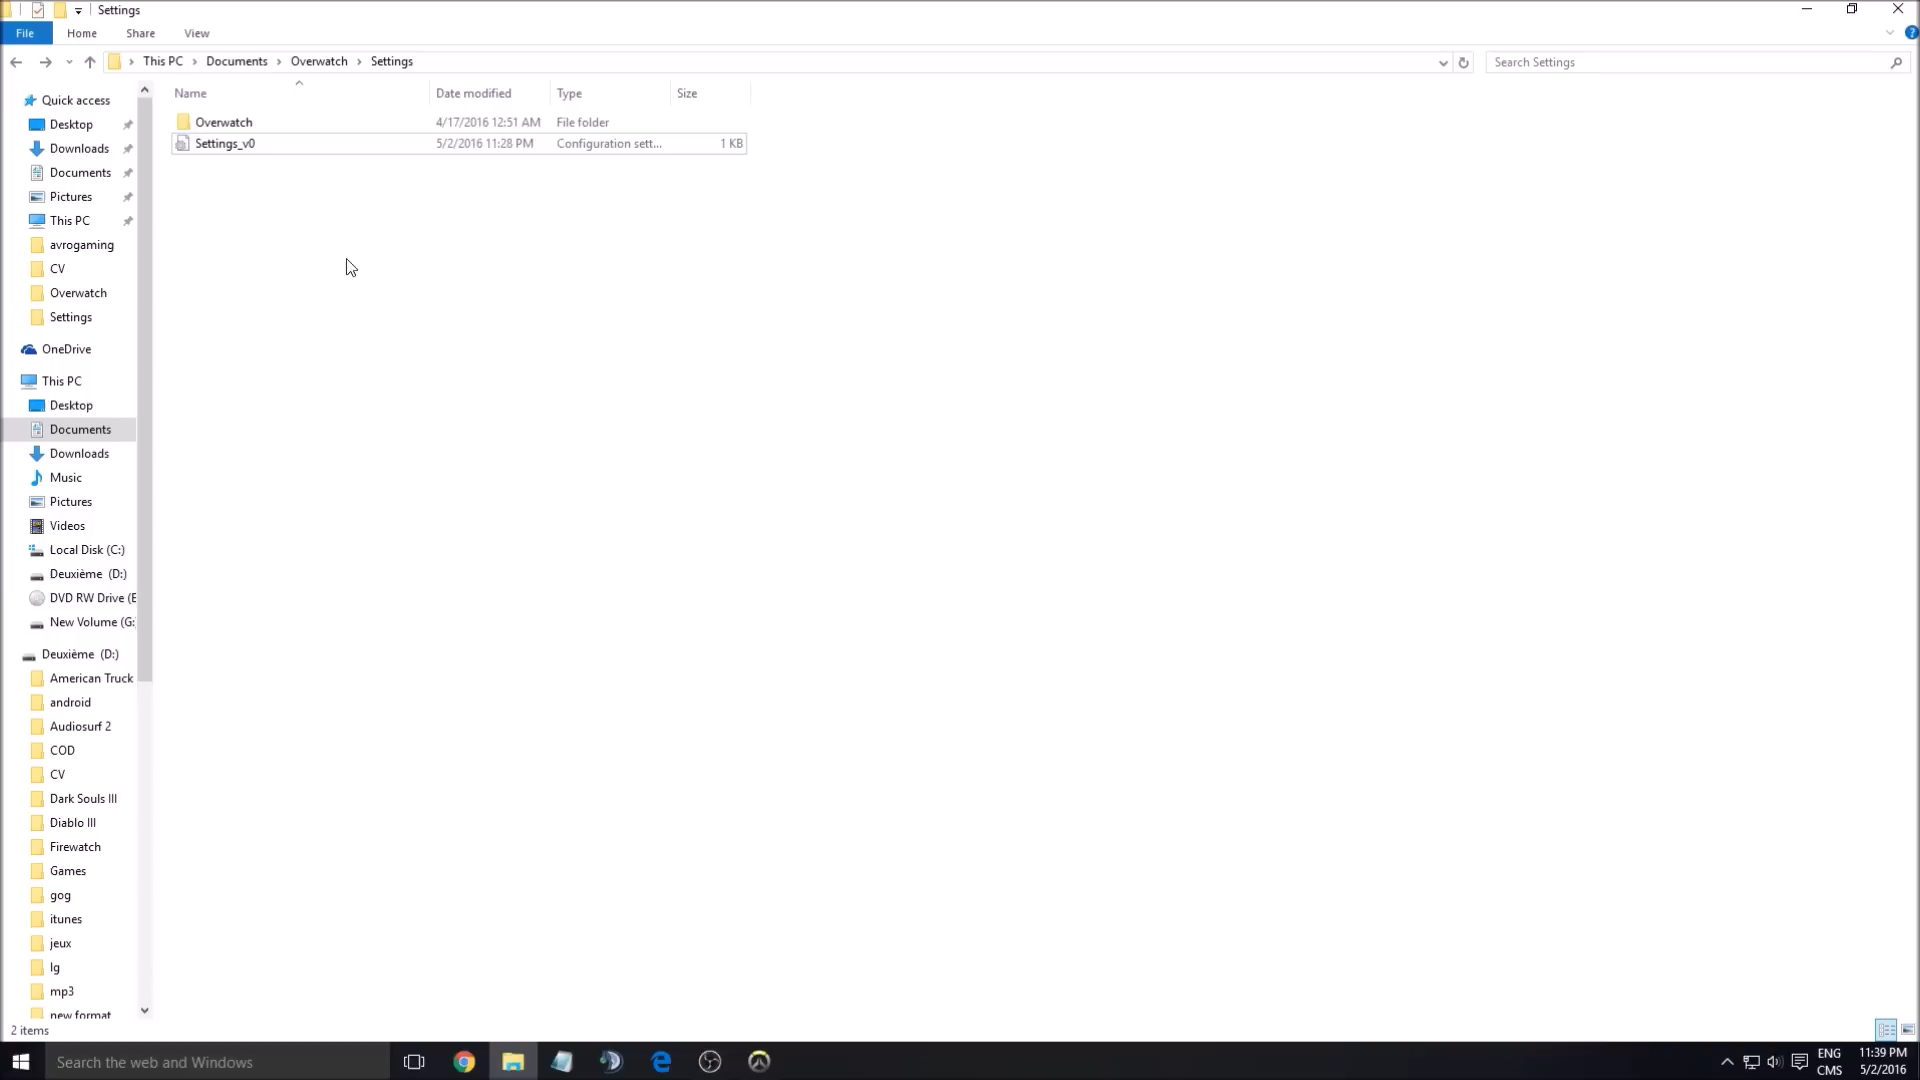 Settings
File Home Share View
This PC Documents Overwatch Settings
Search Settings
Name Date modified Type Size
Overwatch 4/17/2016 12:51 AM File folder
Settings_v0 5/2/2016 11:28 PM Configuration sett... 1 KB
Quick access
Desktop
Downloads
Documents
Pictures
This PC
avrogaming
CV
Overwatch
Settings
OneDrive
This PC
Desktop
Documents
Downloads
Music
Pictures
Videos
Local Disk (C:)
Deuxième (D:)
DVD RW Drive (E
New Volume (G:
Deuxième (D:)
American Truck
android
Audiosurf 2
COD
CV
Dark Souls III
Diablo III
Firewatch
Games
gog
itunes
jeux
lg
mp3
new format
2 items
Search the web and Windows
ENG 11:39 PM
CMS 5/2/2016